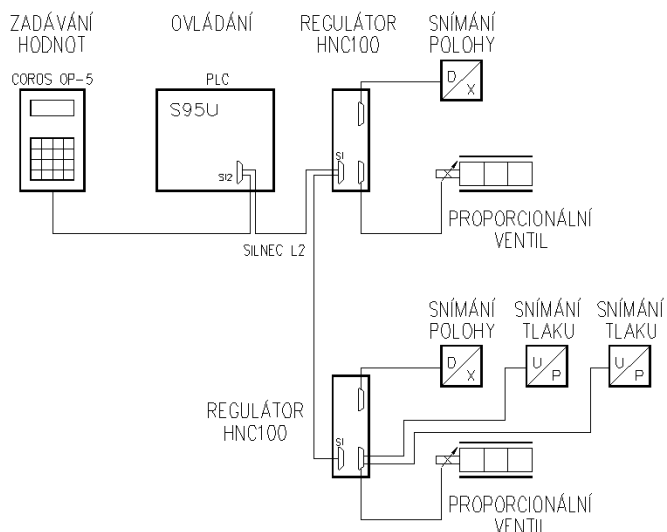 ZADÁVÁNÍ
HODNOT
COROS OP-5
OVLÁDÁNÍ
PLC
S95U
SI2
REGULÁTOR
HNC100
SI
SNÍMÁNÍ
POLOHY
D
X
PROPORCIONÁLNÍ
VENTIL
SILNEC L2
SNÍMÁNÍ
POLOHY
D
X
SNÍMÁNÍ
TLAKU
U
P
SNÍMÁNÍ
TLAKU
U
P
REGULÁTOR
HNC100
SI
PROPORCIONÁLNÍ
VENTIL